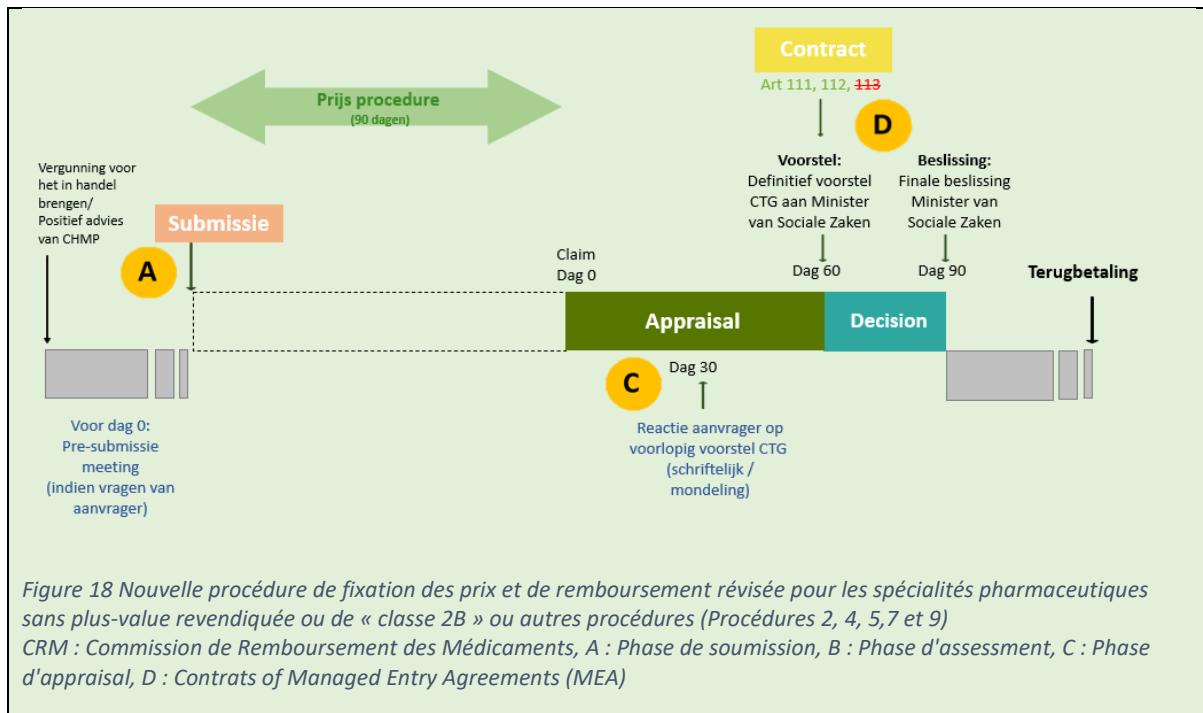 Contract
Art 111, 112, 113
Prijs procedure
(90 dagen)
D
Vergunning voor
het in handel
brengen/
Positief advies
van CHMP
Voorstel:
Definitief voorstel
CTG aan Minister
van Sociale Zaken
Beslissing:
Finale beslissing
Minister van
Sociale Zaken
Submissie
A
Claim
Dag 0
Dag 60
Dag 90
Terugbetaling
Appraisal
Decision
C
Dag 30
Voor dag 0:
Pre-submissie
meeting
(indien vragen van
aanvrager)
Reactie aanvrager op
voorlopig voorstel CTG
(schriftelijk /
mondeling)
Figure 18 Nouvelle procédure de fixation des prix et de remboursement révisée pour les spécialités pharmaceutiques
sans plus-value revendiquée ou de « classe 2B » ou autres procédures (Procédures 2, 4, 5,7 et 9)
CRM : Commission de Remboursement des Médicaments, A : Phase de soumission, B : Phase d'assessment, C : Phase
d'appraisal, D : Contrats of Managed Entry Agreements (MEA)